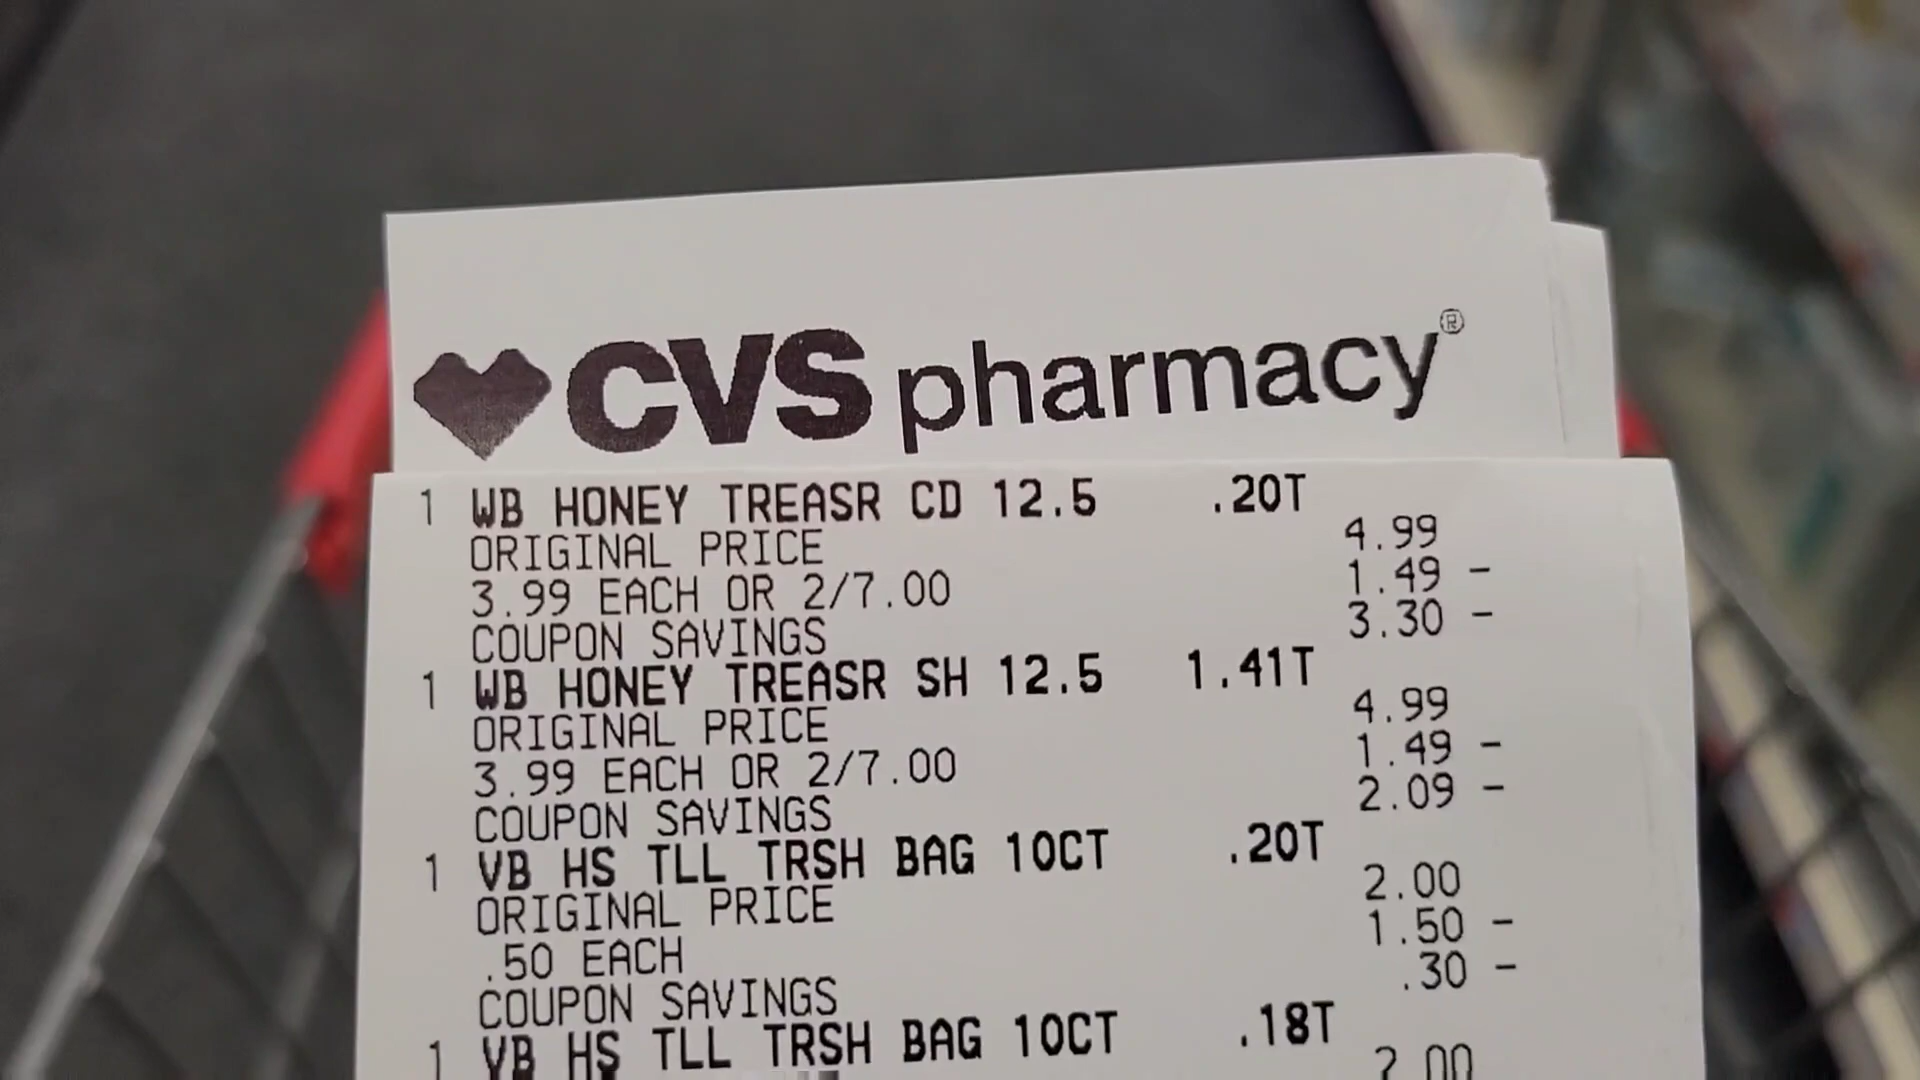 CVS pharmacy®
1 WB HONEY TREASR CD 12.5 .20T
ORIGINAL PRICE 4.99
3.99 EACH OR 2/7.00 1.49 -
COUPON SAVINGS 3.30 -
1 WB HONEY TREASR SH 12.5 1.41T
ORIGINAL PRICE 4.99
3.99 EACH OR 2/7.00 1.49 -
COUPON SAVINGS 2.09 -
1 VB HS TLL TRSH BAG 10CT .20T
ORIGINAL PRICE 2.00
.50 EACH 1.50 -
COUPON SAVINGS .30 -
1 VB HS TLL TRSH BAG 10CT .18T
2.00